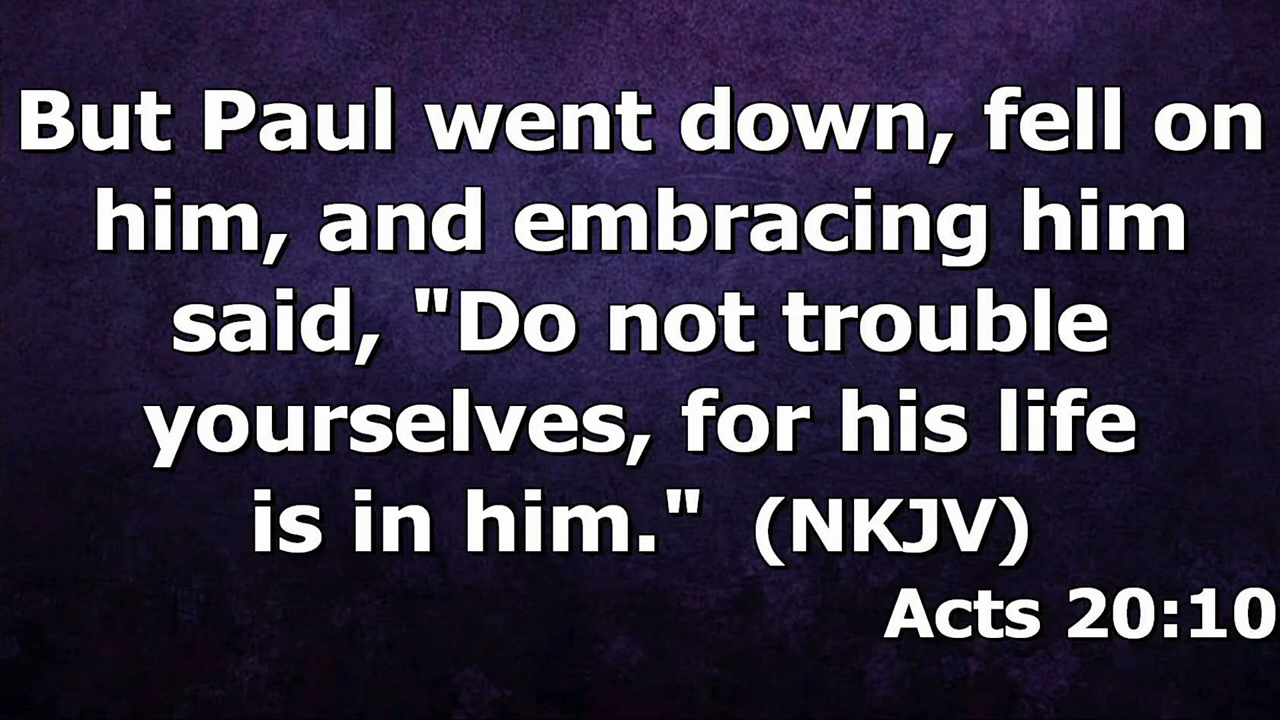 But Paul went down, fell on
him, and embracing him
said, "Do not trouble
yourselves, for his life
is in him." (NKJV)
Acts 20:10